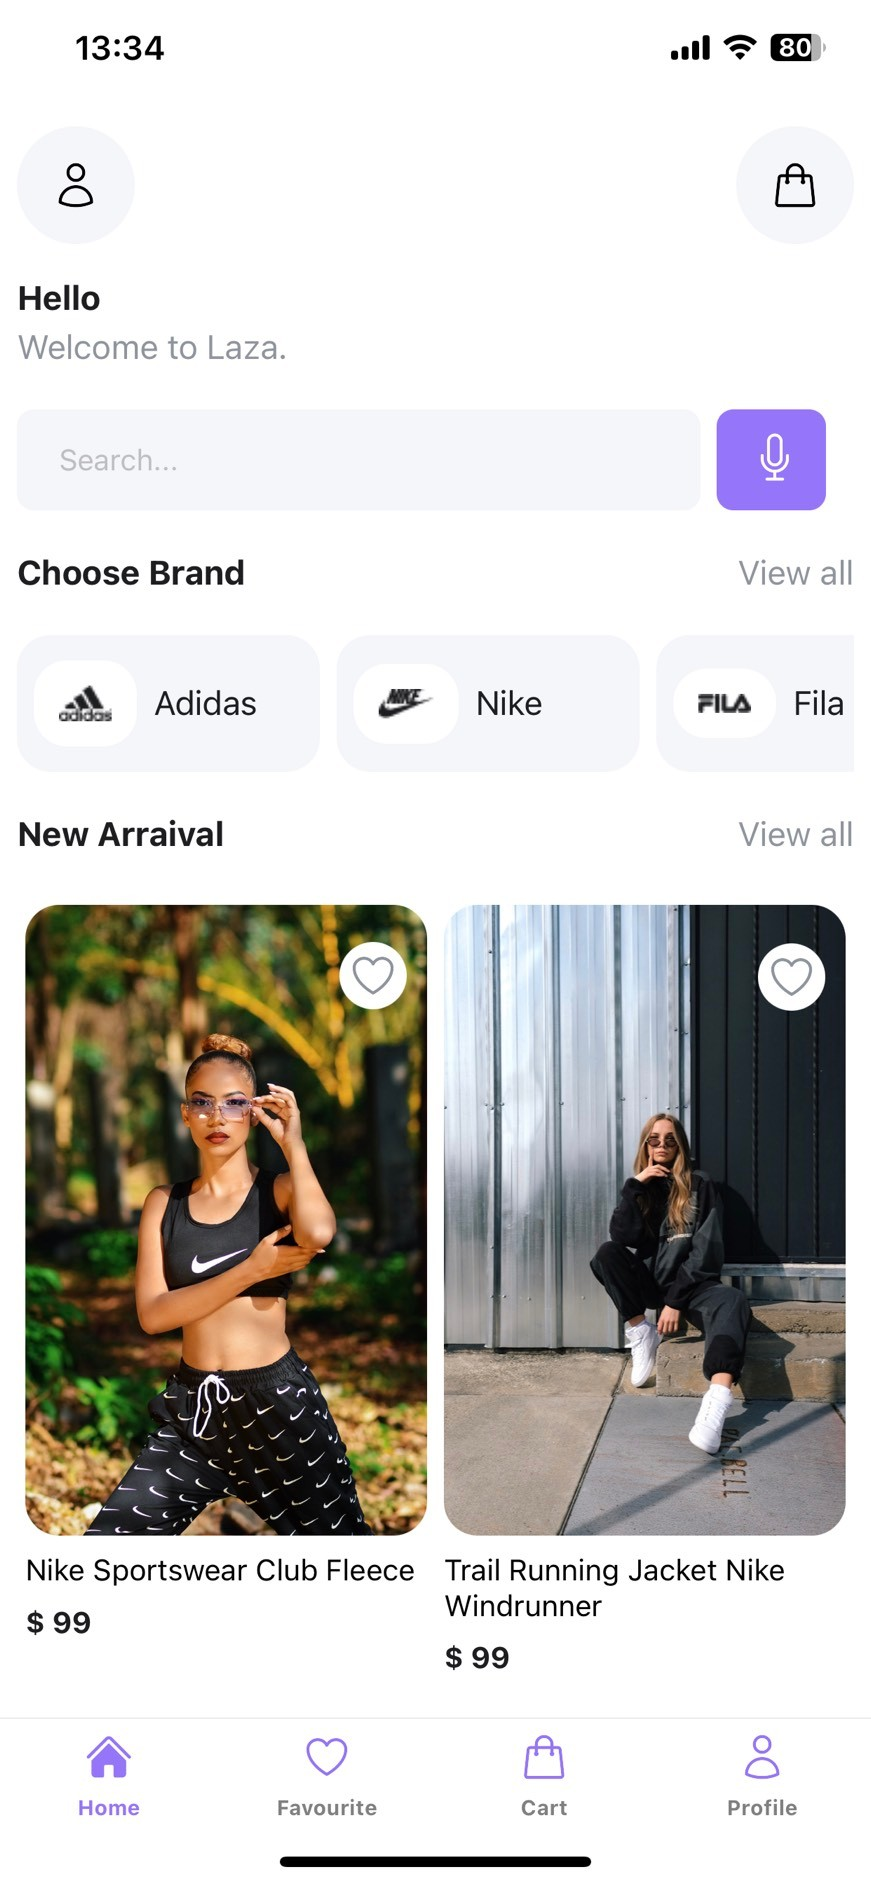 13:34
80
Hello
Welcome to Laza.
Search...
Choose Brand
View all
adidas
Adidas
NIKE
Nike
FILA
Fila
New Arraival
View all
Nike Sportswear Club Fleece
$ 99
Trail Running Jacket Nike
Windrunner
$ 99
Home
Favourite
Cart
Profile